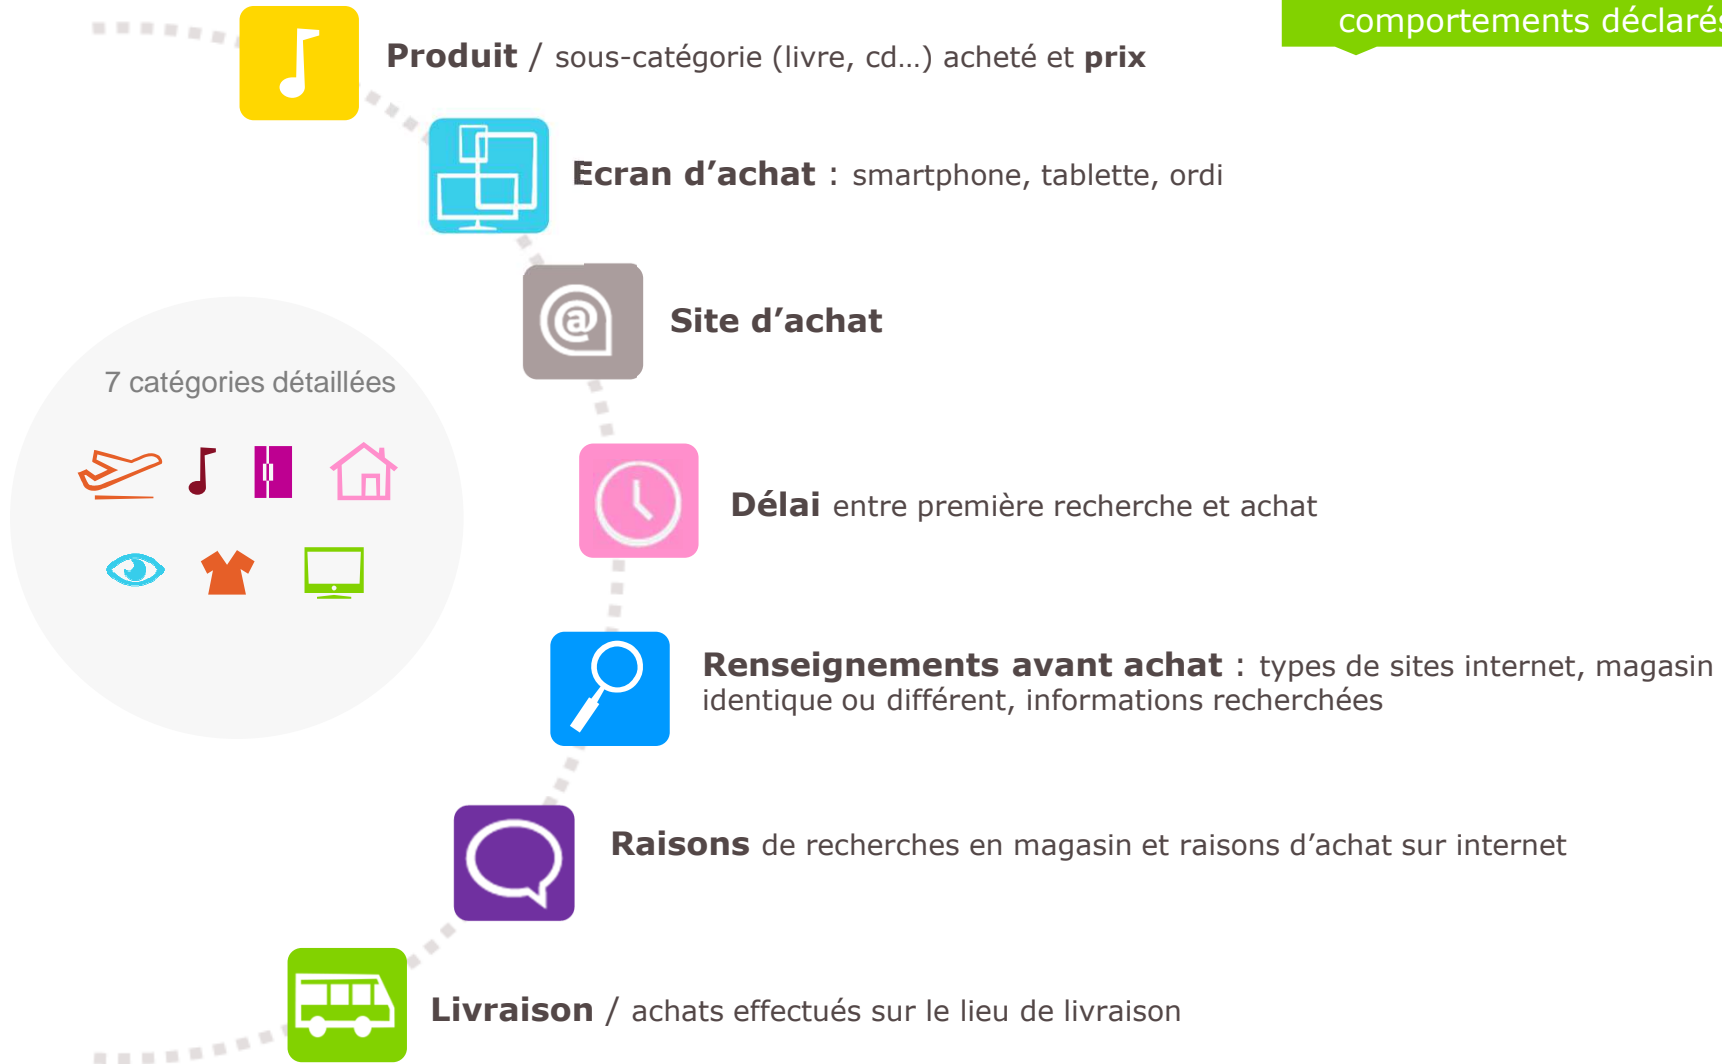 comportements déclarés
Produit / sous-catégorie (livre, cd…) acheté et prix
Ecran d’achat : smartphone, tablette, ordi
@
Site d’achat
7 catégories détaillées
Délai entre première recherche et achat
Renseignements avant achat : types de sites internet, magasin
identique ou différent, informations recherchées
Raisons de recherches en magasin et raisons d’achat sur internet
Livraison / achats effectués sur le lieu de livraison